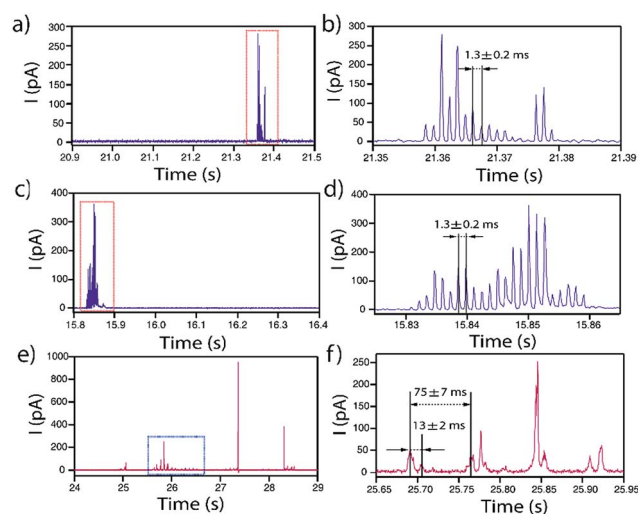 a)
I (pA)
300
250
200
150
100
50
0
20.9 21.0 21.1 21.2 21.3 21.4 21.5
Time (s)
b)
I (pA)
300
250
200
150
100
50
0
1.3±0.2 ms
21.35 21.36 21.37 21.38 21.39
Time (s)
c)
I (pA)
400
300
200
100
0
15.8 15.9 16.0 16.1 16.2 16.3 16.4
Time (s)
d)
I (pA)
400
300
200
100
0
1.3±0.2 ms
15.83 15.84 15.85 15.86
Time (s)
e)
I (pA)
1000
800
600
400
200
0
24 25 26 27 28 29
Time (s)
f)
I (pA)
250
200
150
100
50
0
75±7 ms
13±2 ms
25.65 25.70 25.75 25.80 25.85 25.90 25.95
Time (s)